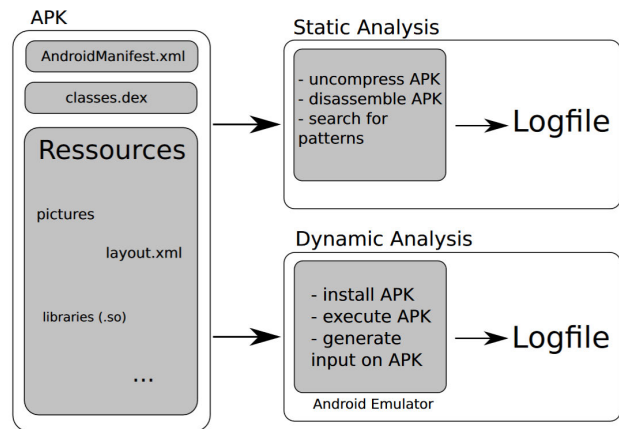 APK
AndroidManifest.xml
classes.dex
Ressources
pictures
layout.xml
libraries (.so)
...
Static Analysis
- uncompress APK
- disassemble APK
- search for
patterns
Logfile
Dynamic Analysis
- install APK
- execute APK
- generate
input on APK
Android Emulator
Logfile